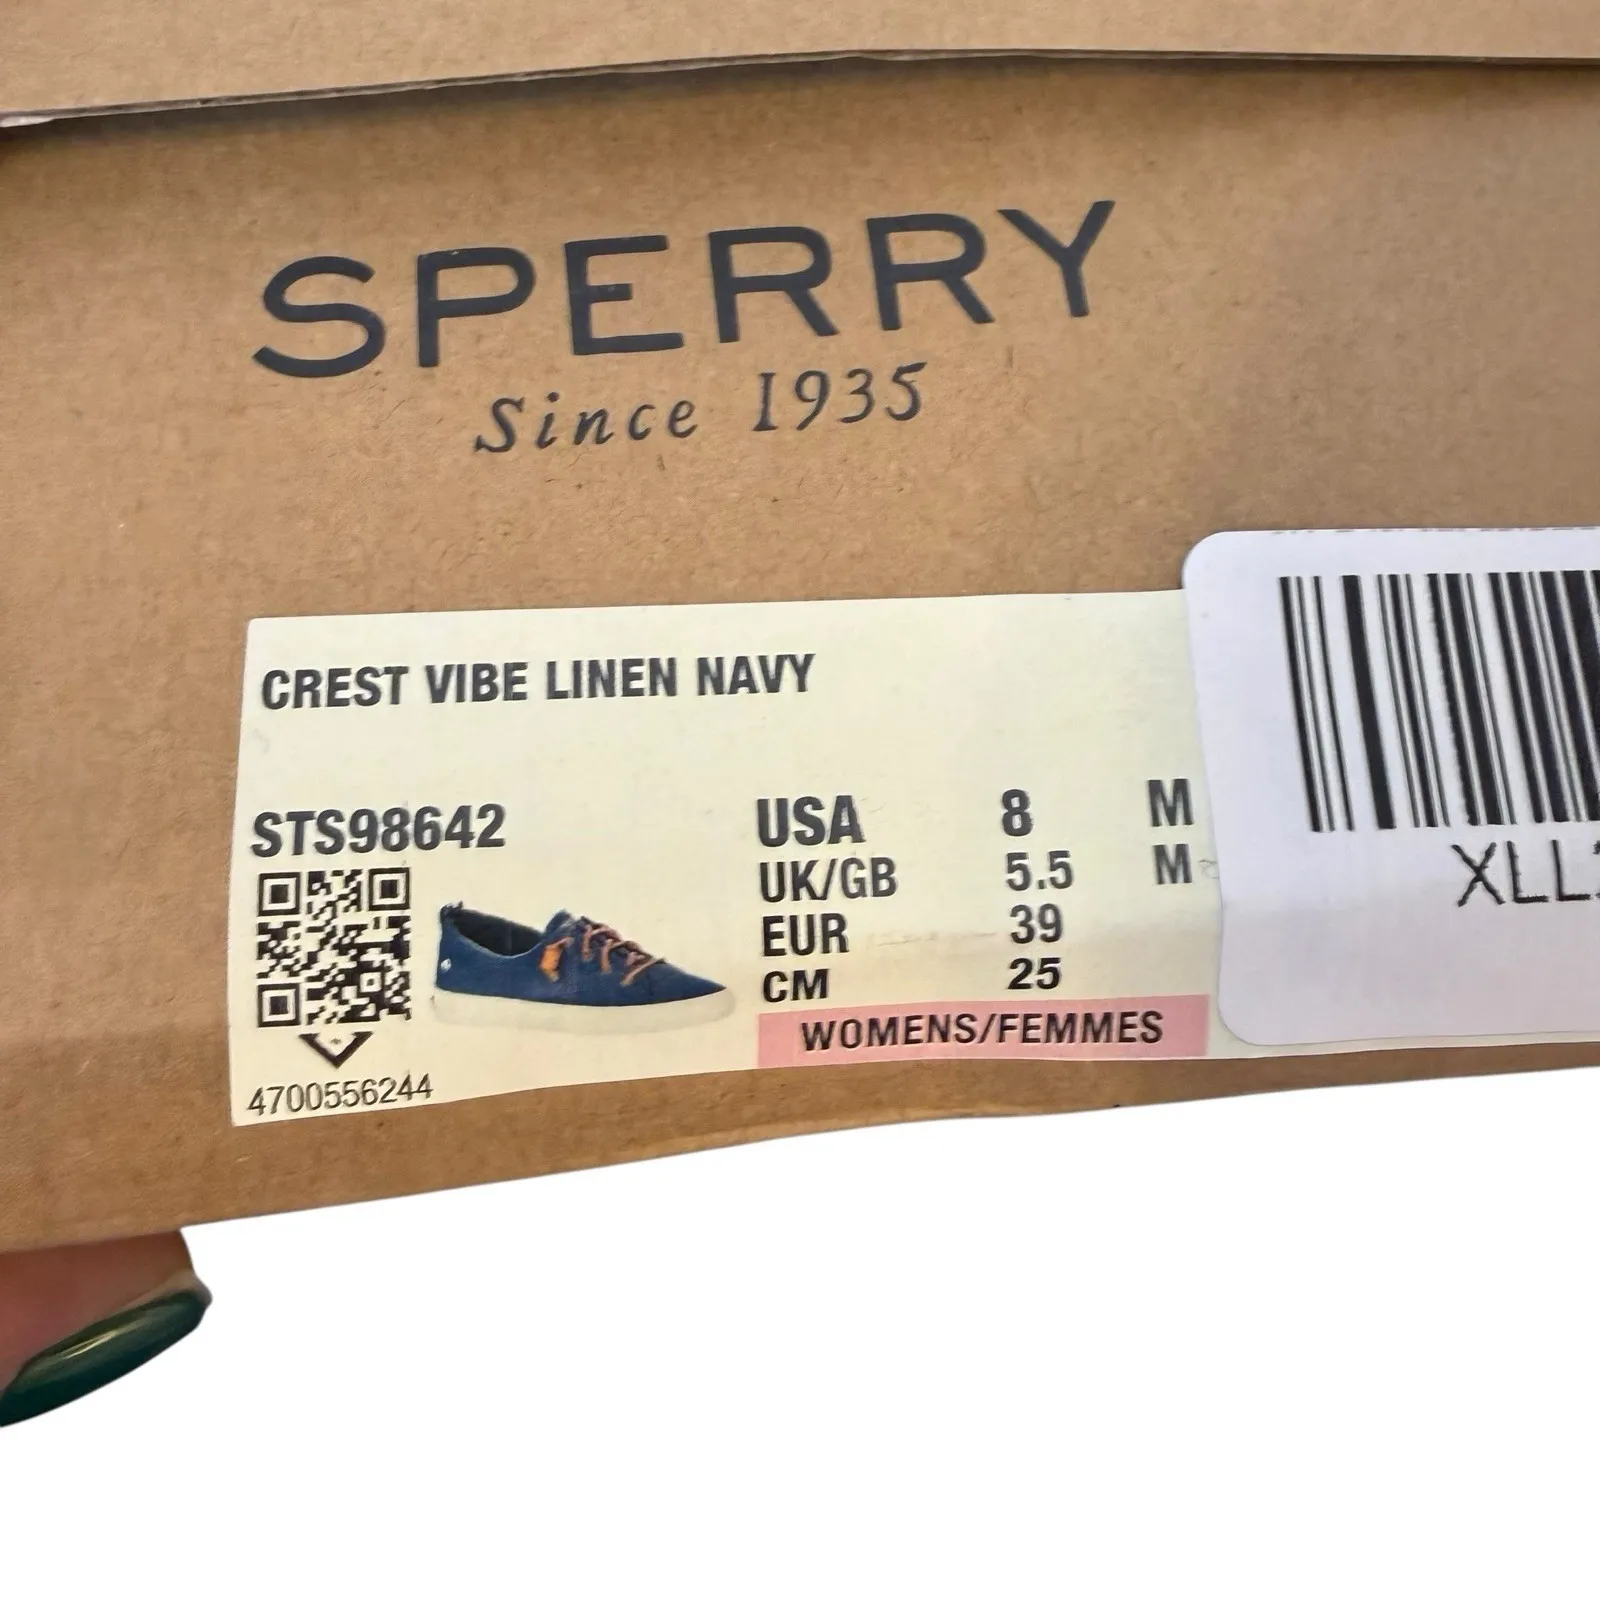 SPERRY
Since 1935
CREST VIBE LINEN NAVY
STS98642
USA 8 M
UK/GB 5.5 M
EUR 39
CM 25
WOMENS/FEMMES
4700556244